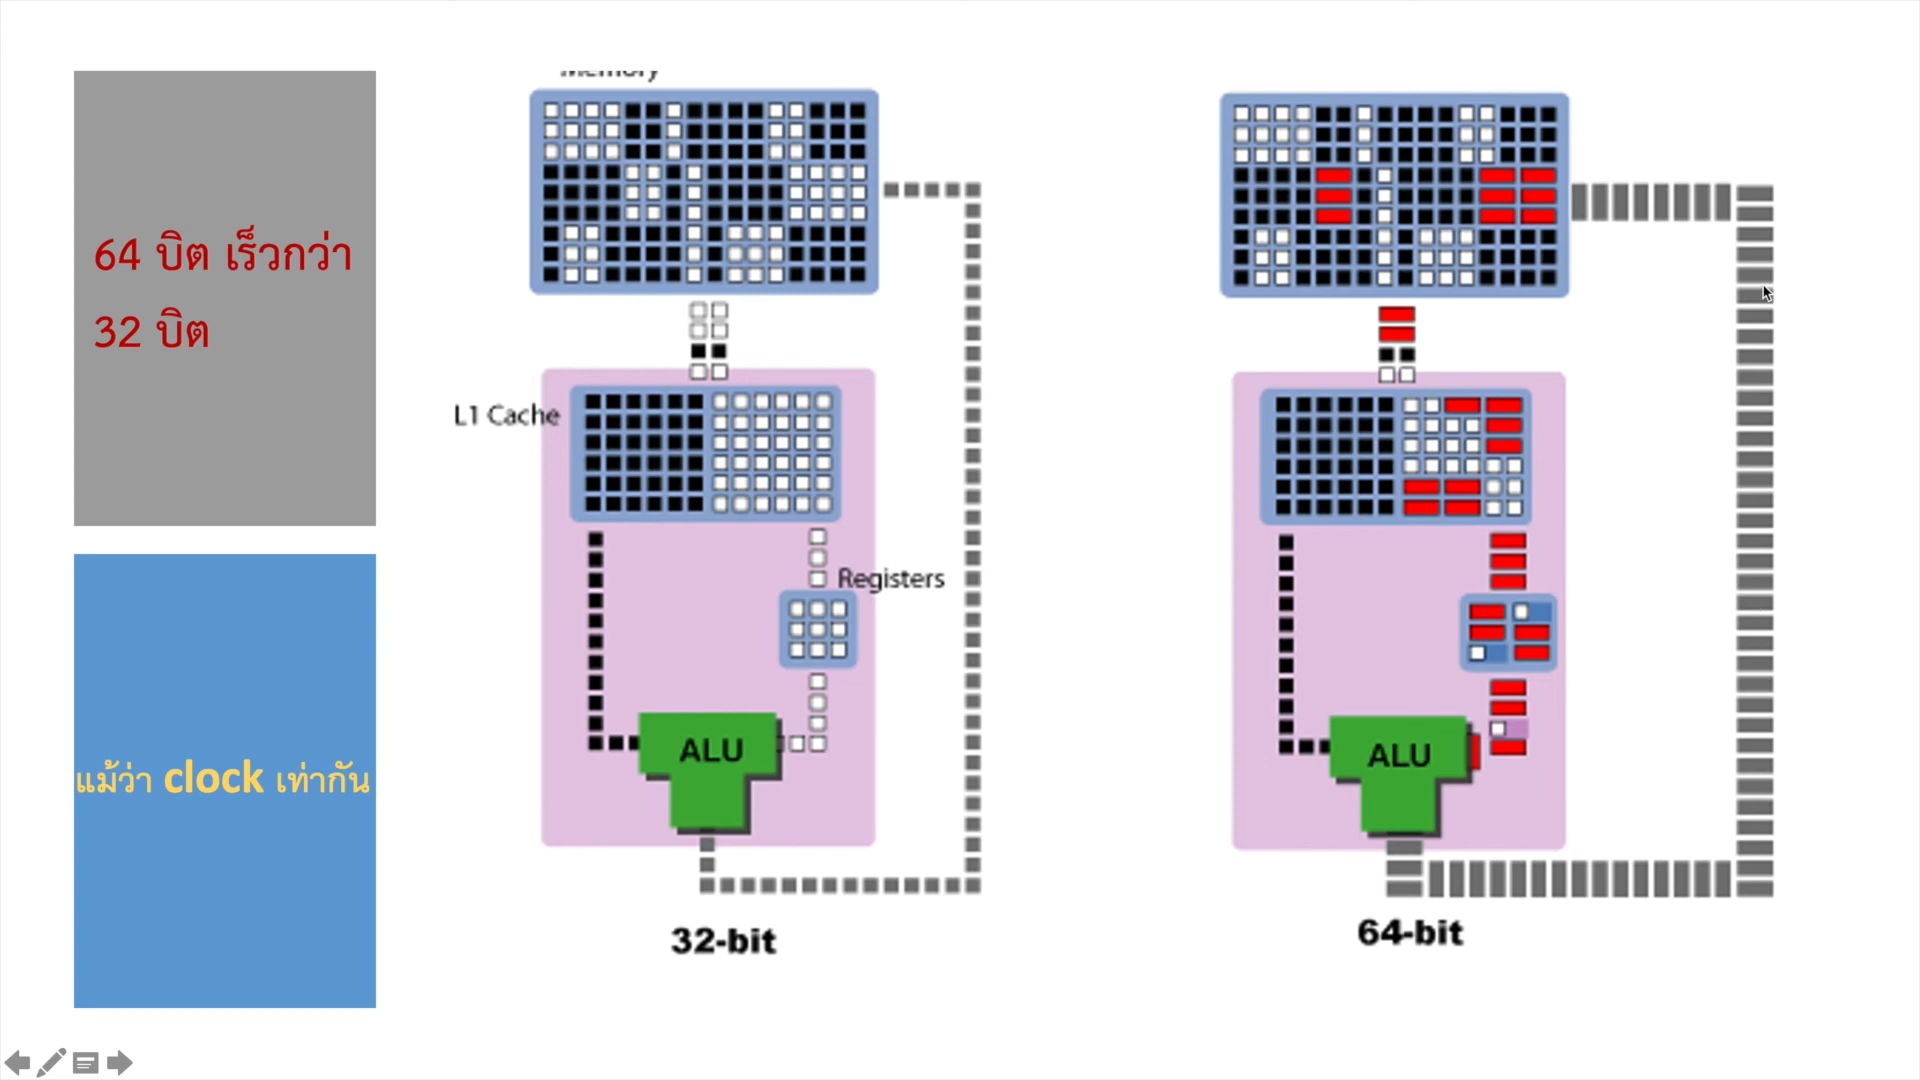 Memory
64 บิต เร็วกว่า
32 บิต
L1 Cache
Registers
ALU
ALU
แม้ว่า clock เท่ากัน
32-bit
64-bit